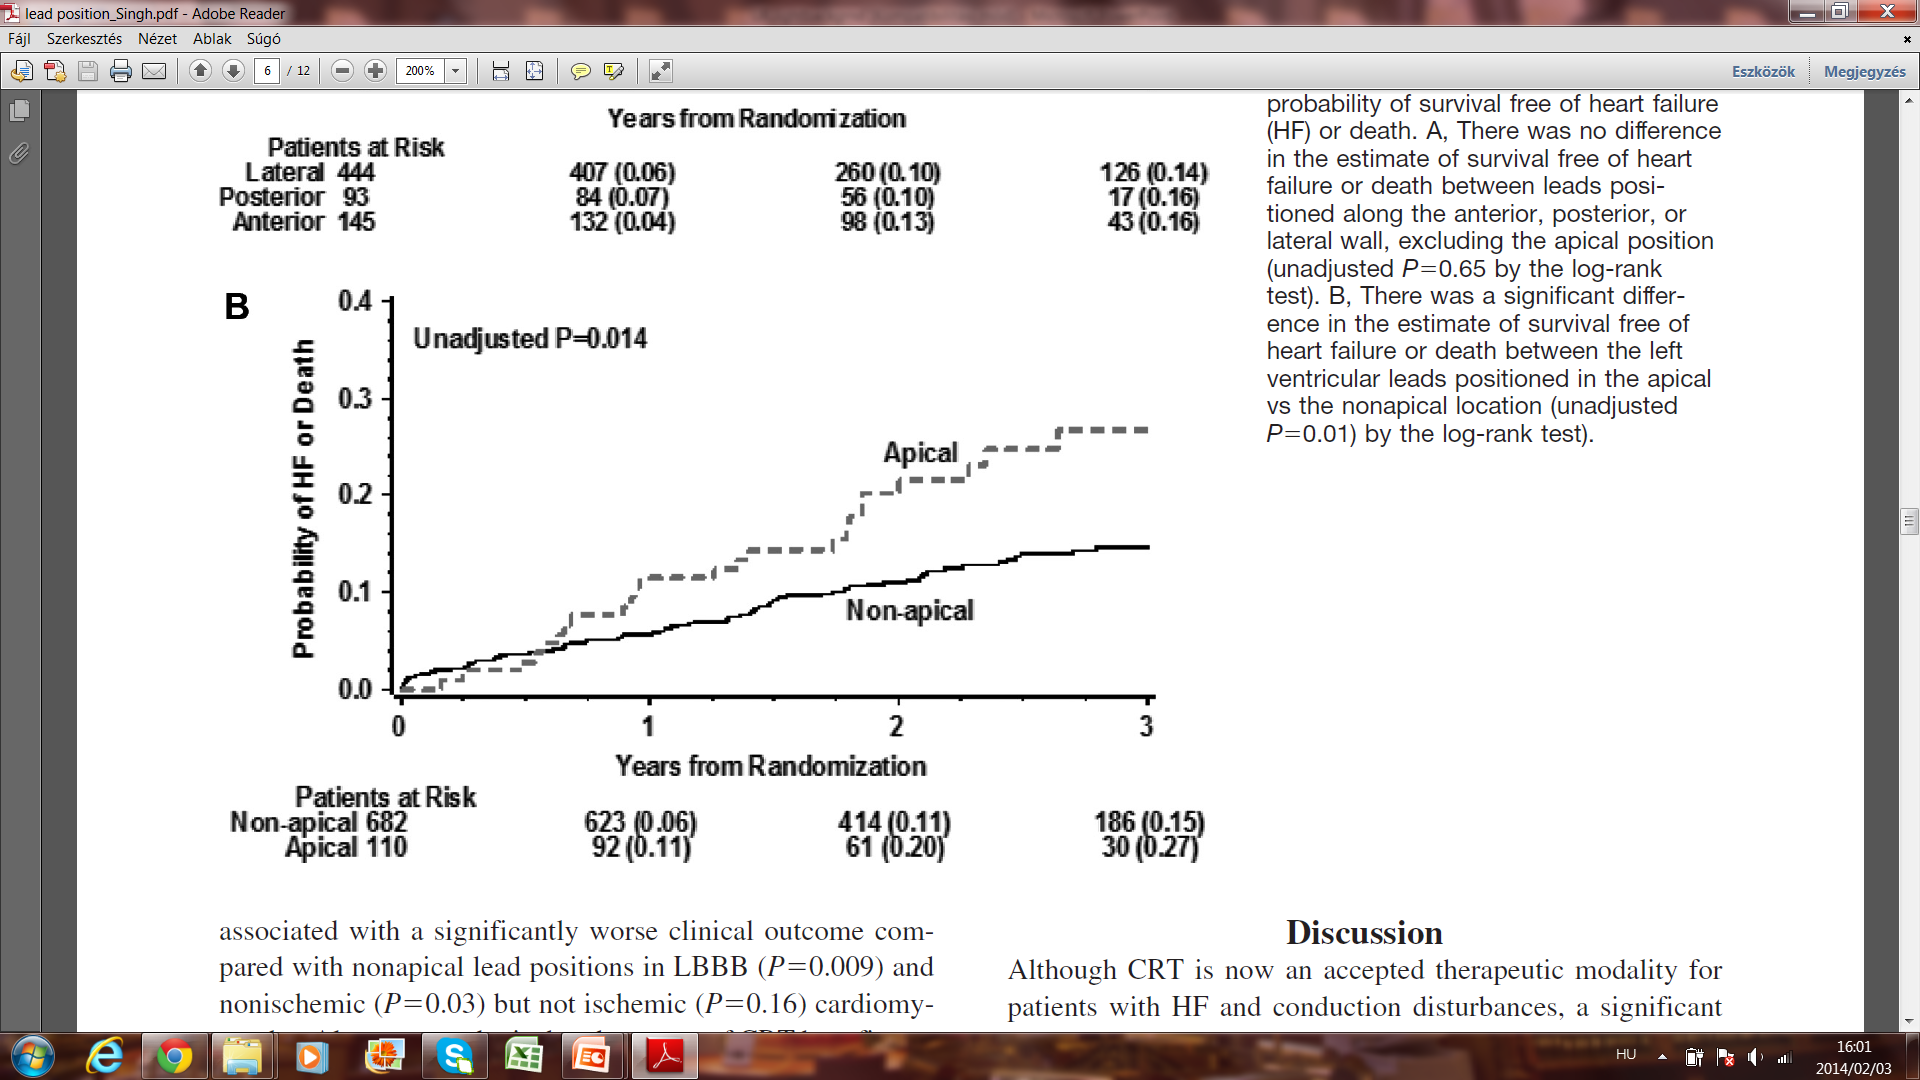 lead position_Singh.pdf - Adobe Reader
Fájl Szerkesztés Nézet Ablak Súgó
6 / 12 200% Eszközök Megjegyzés
Years from Randomization
Patients at Risk
Lateral 444 407 (0.06) 260 (0.10) 126 (0.14)
Posterior 93 84 (0.07) 56 (0.10) 17 (0.16)
Anterior 145 132 (0.04) 98 (0.13) 43 (0.16)
probability of survival free of heart failure
(HF) or death. A, There was no difference
in the estimate of survival free of heart
failure or death between leads posi-
tioned along the anterior, posterior, or
lateral wall, excluding the apical position
(unadjusted P=0.65 by the log-rank
test). B, There was a significant differ-
ence in the estimate of survival free of
heart failure or death between the left
ventricular leads positioned in the apical
vs the nonapical location (unadjusted
P=0.01) by the log-rank test).
B
Unadjusted P=0.014
Probability of HF or Death
0.4
0.3
0.2
0.1
0.0
Apical
Non-apical
0 1 2 3
Years from Randomization
Patients at Risk
Non-apical 682 623 (0.06) 414 (0.11) 186 (0.15)
Apical 110 92 (0.11) 61 (0.20) 30 (0.27)
associated with a significantly worse clinical outcome com-
pared with nonapical lead positions in LBBB (P=0.009) and
nonischemic (P=0.03) but not ischemic (P=0.16) cardiomy-
Discussion
Although CRT is now an accepted therapeutic modality for
patients with HF and conduction disturbances, a significant
HU
16:01
2014/02/03